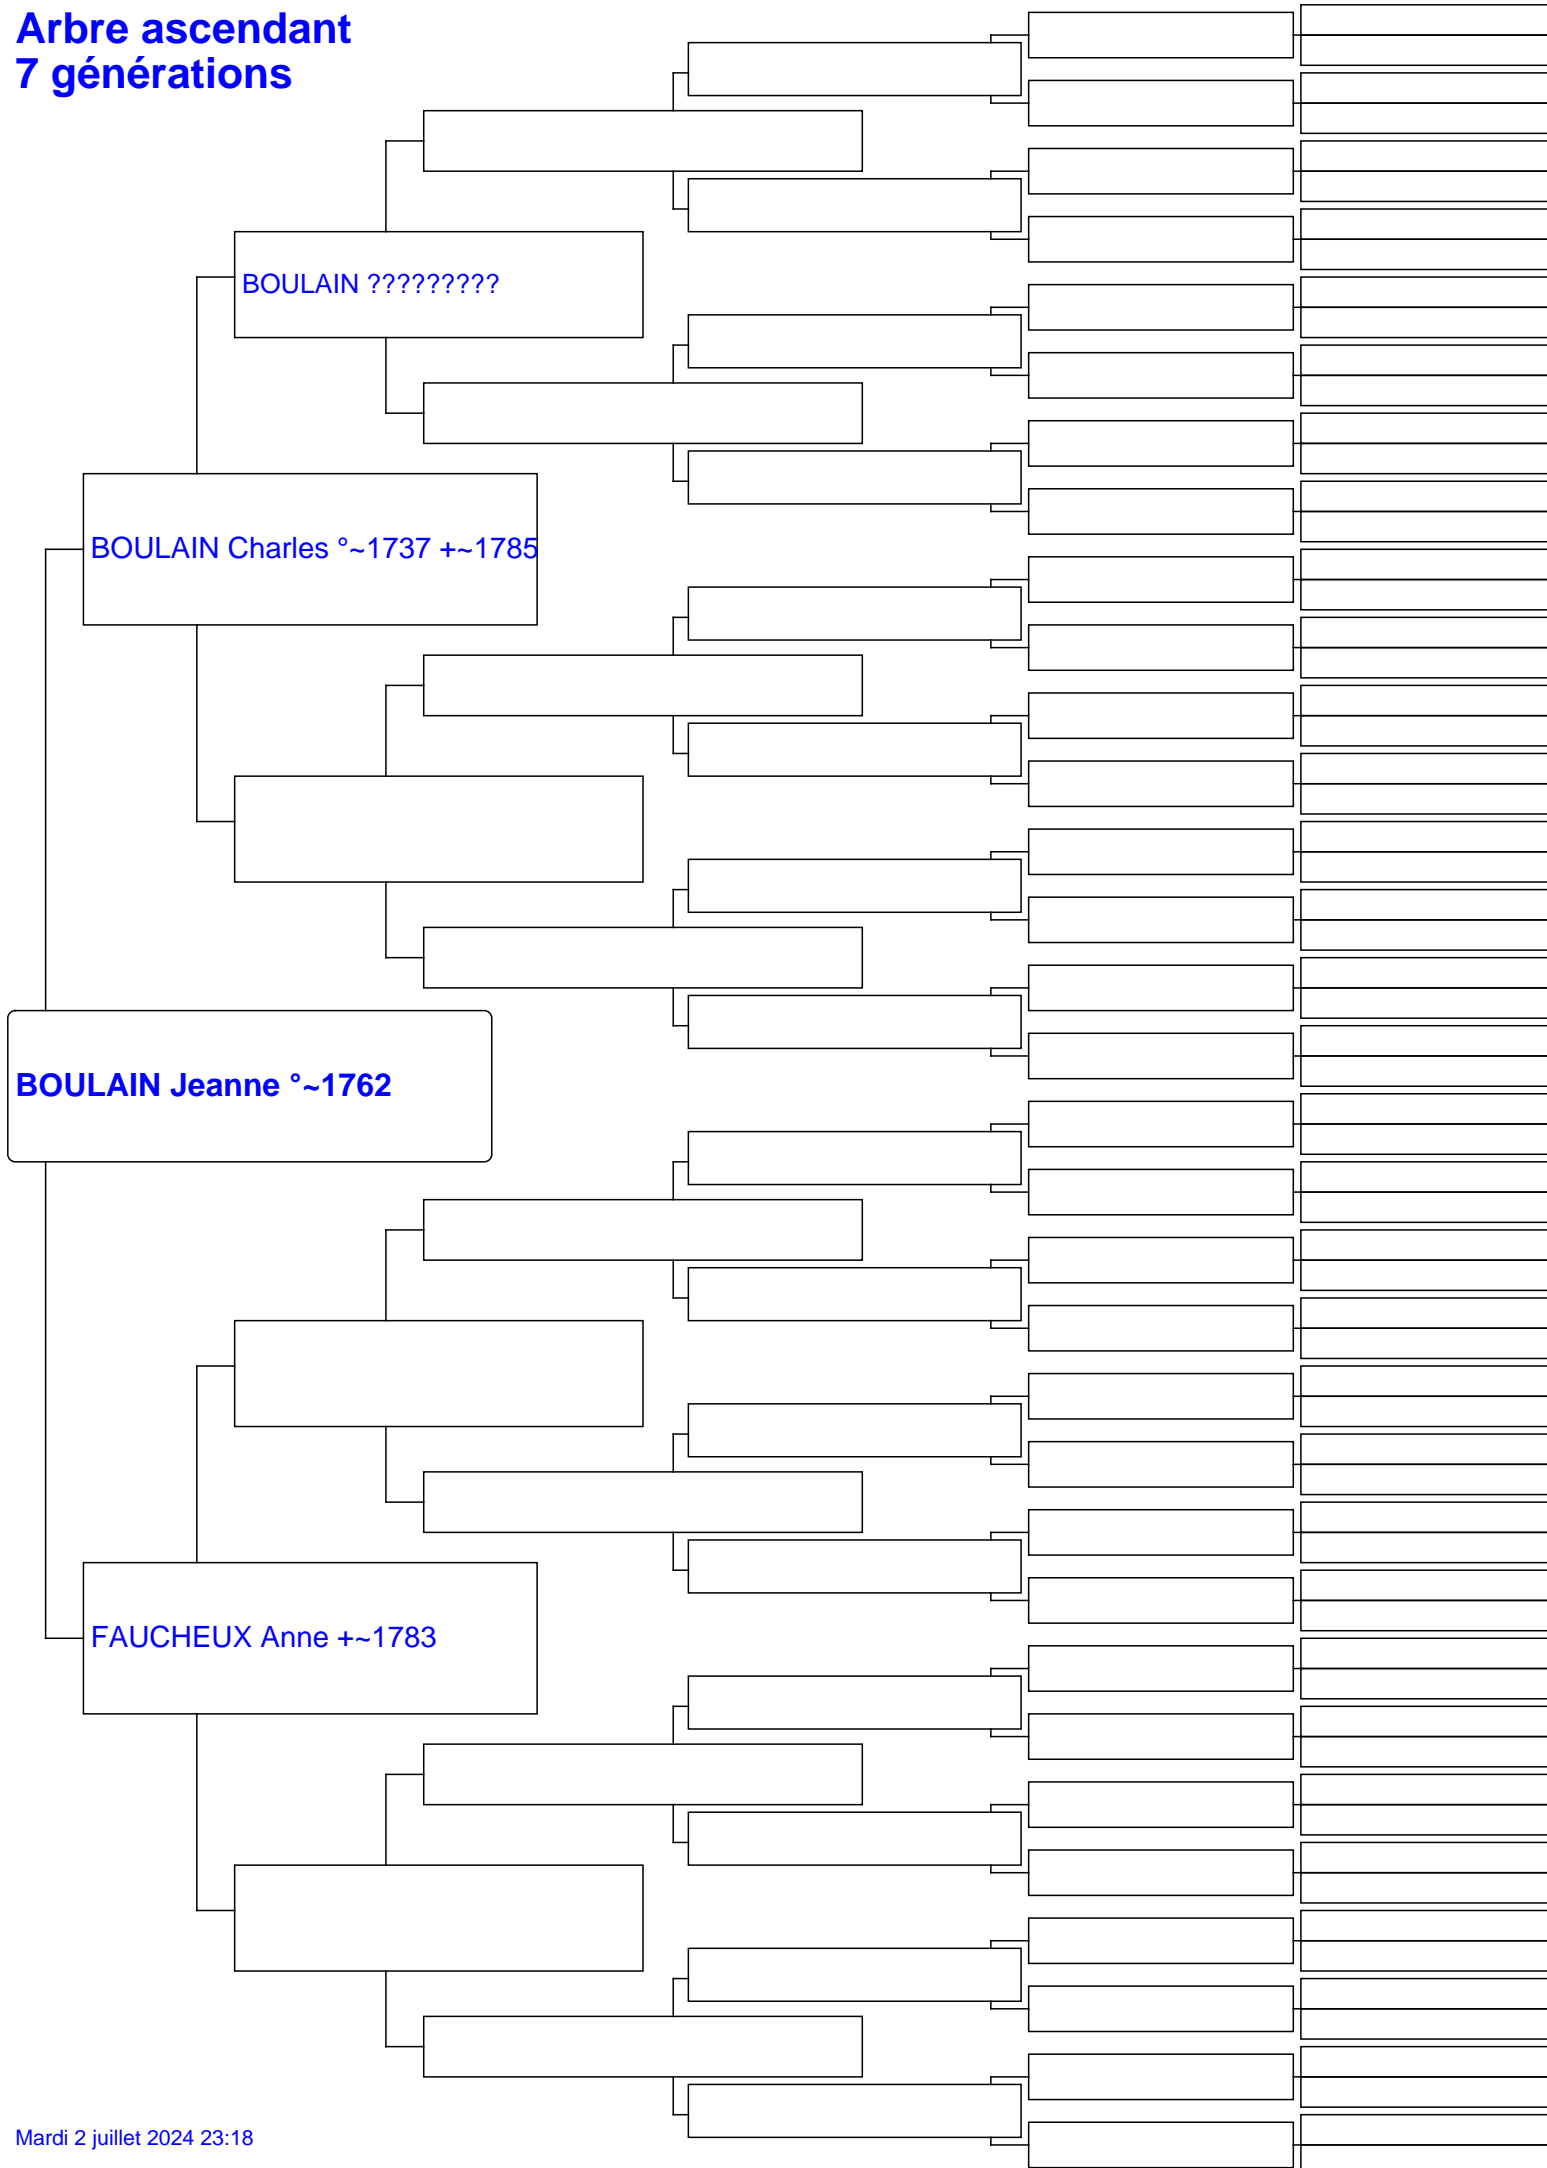 Arbre ascendant
7 générations
BOULAIN ?????????
BOULAIN Charles °~1737 +~1785
BOULAIN Jeanne °~1762
FAUCHEUX Anne +~1783
Mardi 2 juillet 2024 23:18